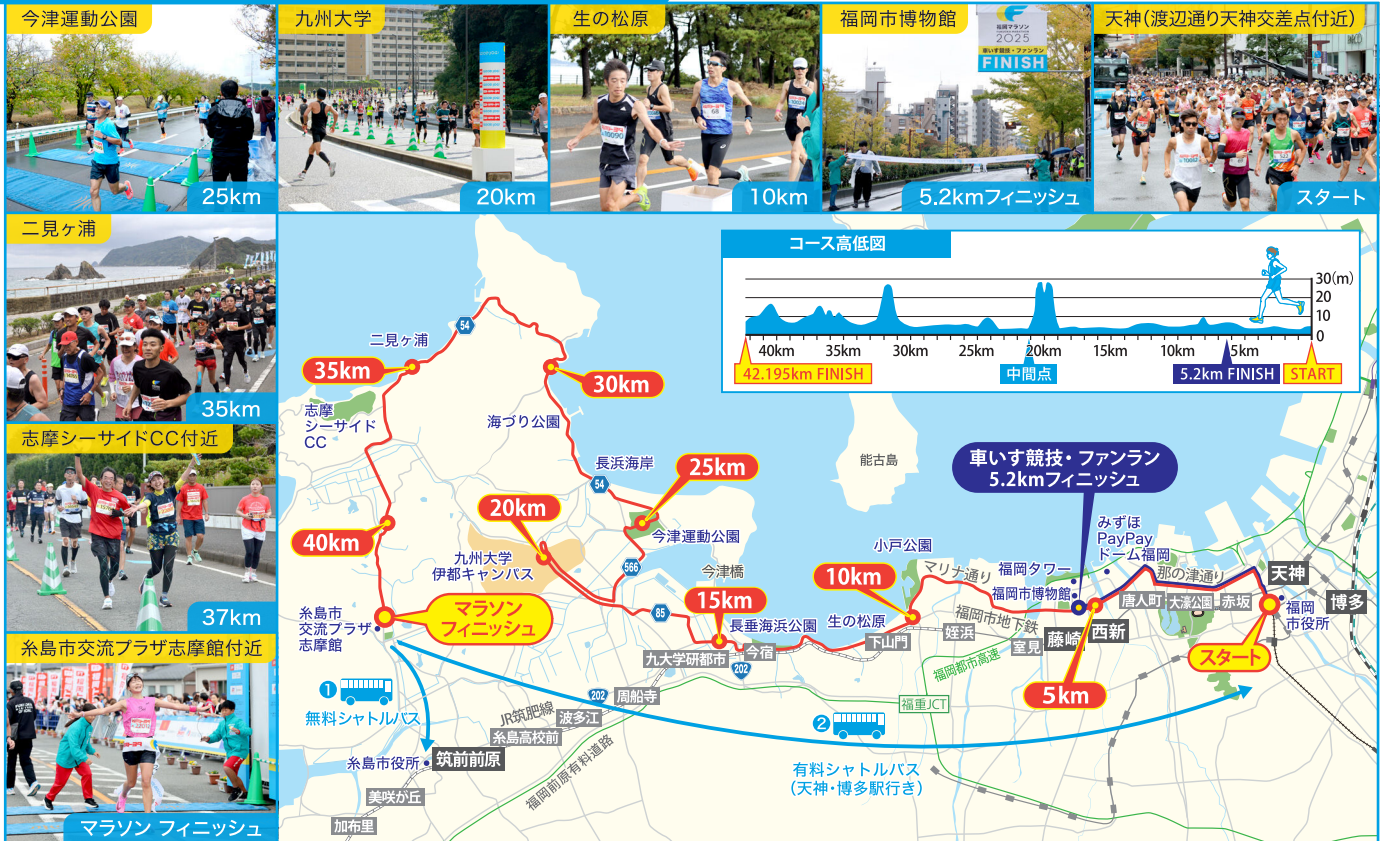 今津運動公園
25km
九州大学
20km
生の松原
10km
福岡市博物館
福岡マラソン
2025
車いす競技・ファンラン
FINISH
5.2kmフィニッシュ
天神(渡辺通り天神交差点付近)
スタート
二見ヶ浦
35km
志摩シーサイドCC付近
37km
糸島市交流プラザ志摩館付近
マラソン フィニッシュ
コース高低図
30(m)
20
10
0
40km
35km
30km
25km
20km
15km
10km
5km
42.195km FINISH
中間点
5.2km FINISH
START
54
二見ヶ浦
35km
30km
志摩
シーサイド
CC
海づり公園
長浜海岸
54
25km
能古島
車いす競技・ファンラン
5.2kmフィニッシュ
20km
40km
今津運動公園
九州大学
伊都キャンパス
566
今津橋
小戸公園
みずほ
PayPay
ドーム福岡
マリナ通り
福岡タワー
那の津通り
天神
10km
福岡市博物館
唐人町
大濠公園
赤坂
博多
マラソン
フィニッシュ
85
15km
長垂海浜公園
生の松原
福岡市地下鉄
福岡
市役所
糸島市
交流プラザ
志摩館
下山門
姪浜
室見
藤崎
西新
スタート
九大学研都市
今宿
202
福岡都市高速
5km
1
無料シャトルバス
202
周船寺
福重JCT
JR筑肥線
波多江
2
糸島高校前
糸島市役所
筑前前原
福岡前原有料道路
有料シャトルバス
(天神・博多駅行き)
美咲が丘
加布里